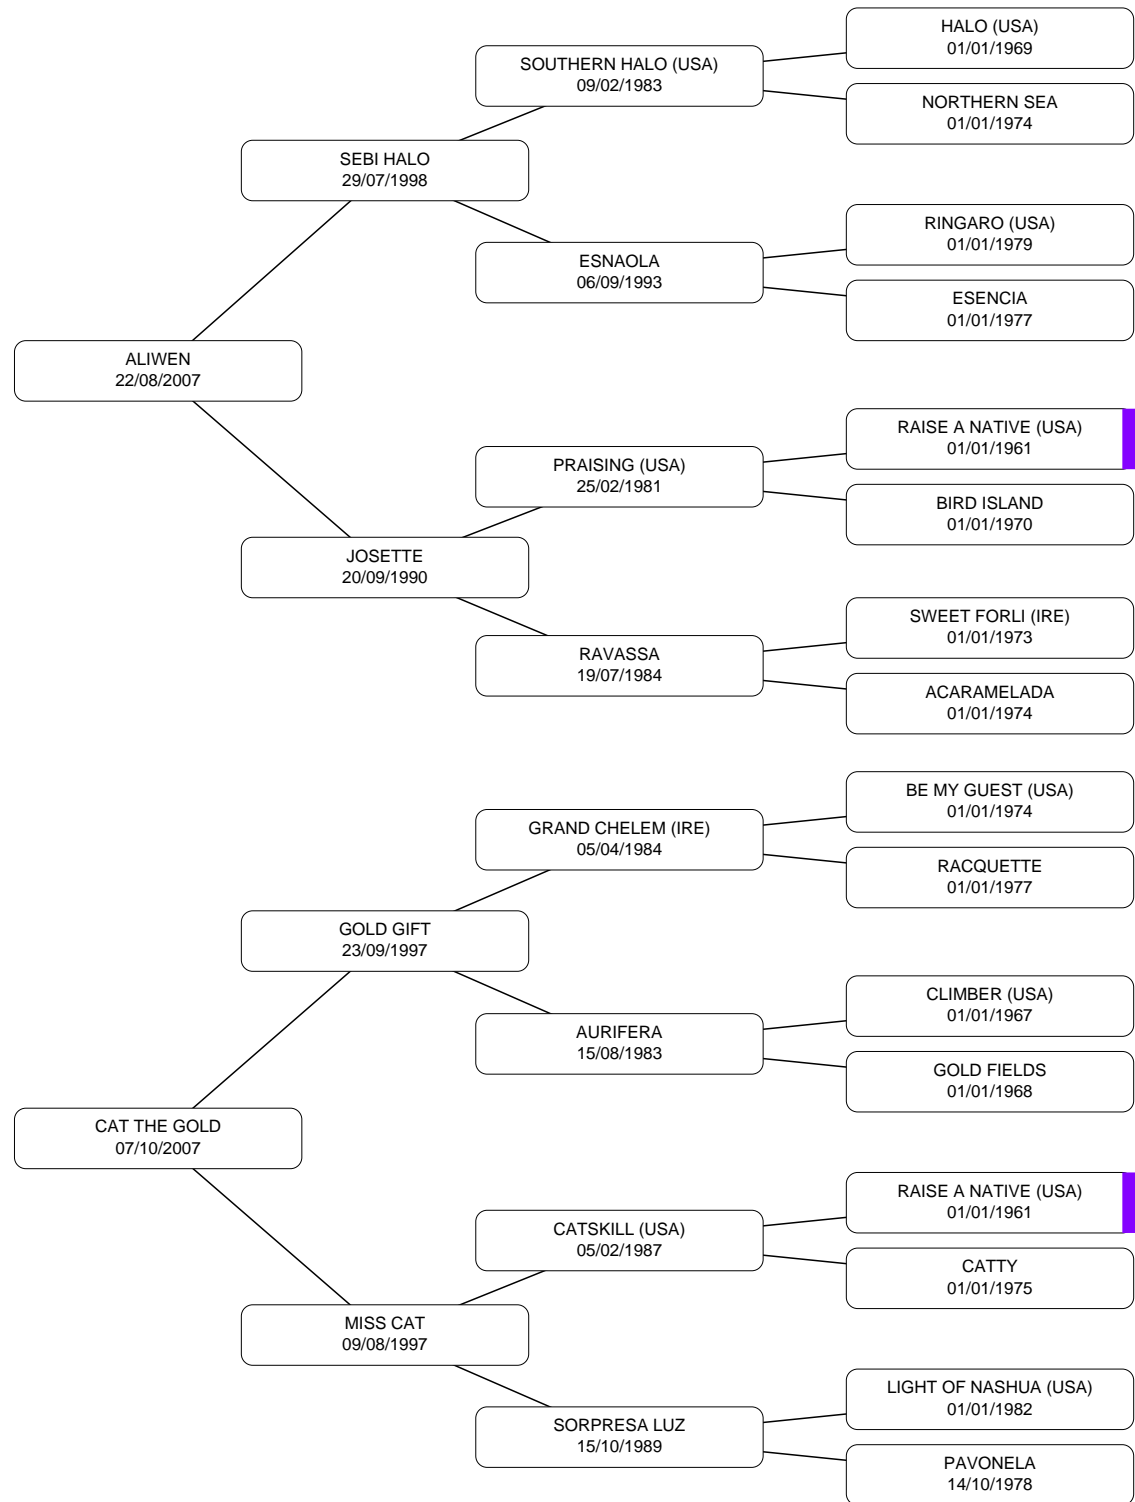 HALO (USA)
01/01/1969
SOUTHERN HALO (USA)
09/02/1983
NORTHERN SEA
01/01/1974
SEBI HALO
29/07/1998
RINGARO (USA)
01/01/1979
ESNAOLA
06/09/1993
ESENCIA
01/01/1977
ALIWEN
22/08/2007
RAISE A NATIVE (USA)
01/01/1961
PRAISING (USA)
25/02/1981
BIRD ISLAND
01/01/1970
JOSETTE
20/09/1990
SWEET FORLI (IRE)
01/01/1973
RAVASSA
19/07/1984
ACARAMELADA
01/01/1974
BE MY GUEST (USA)
01/01/1974
GRAND CHELEM (IRE)
05/04/1984
RACQUETTE
01/01/1977
GOLD GIFT
23/09/1997
CLIMBER (USA)
01/01/1967
AURIFERA
15/08/1983
GOLD FIELDS
01/01/1968
CAT THE GOLD
07/10/2007
RAISE A NATIVE (USA)
01/01/1961
CATSKILL (USA)
05/02/1987
CATTY
01/01/1975
MISS CAT
09/08/1997
LIGHT OF NASHUA (USA)
01/01/1982
SORPRESA LUZ
15/10/1989
PAVONELA
14/10/1978